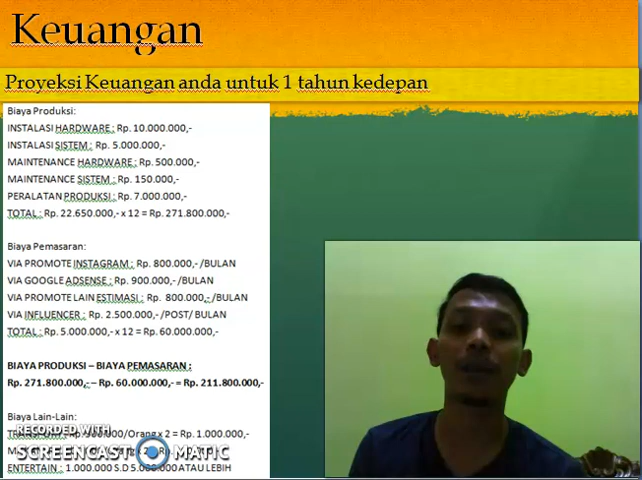 Keuangan
Proyeksi Keuangan anda untuk 1 tahun kedepan
Biaya Produksi:
INSTALASI HARDWARE : Rp. 10.000.000,-
INSTALASI SISTEM : Rp. 5.000.000,-
MAINTENANCE HARDWARE : Rp. 500.000,-
MAINTENANCE SISTEM : Rp. 150.000,-
PERALATAN PRODUKSI : Rp. 7.000.000,-
TOTAL : Rp. 22.650.000,- x 12 = Rp. 271.800.000,-
Biaya Pemasaran:
VIA PROMOTE INSTAGRAM : Rp. 800.000,- /BULAN
VIA GOOGLE ADSENSE : Rp. 900.000,- /BULAN
VIA PROMOTE LAIN ESTIMASI : Rp. 800.000,- /BULAN
VIA INFLUENCER : Rp. 2.500.000,- /POST/ BULAN
TOTAL : Rp. 5.000.000,- x 12 = Rp. 60.000.000,-
BIAYA PRODUKSI – BIAYA PEMASARAN :
Rp. 271.800.000,- – Rp. 60.000.000,- = Rp. 211.800.000,-
Biaya Lain-Lain:
RECORDED WITH
/Orang x 2 = Rp. 1.000.000,-
SCREENCAST MATIC
ENTERTAIN : 1.000.000 S.D 5.000.000 ATAU LEBIH